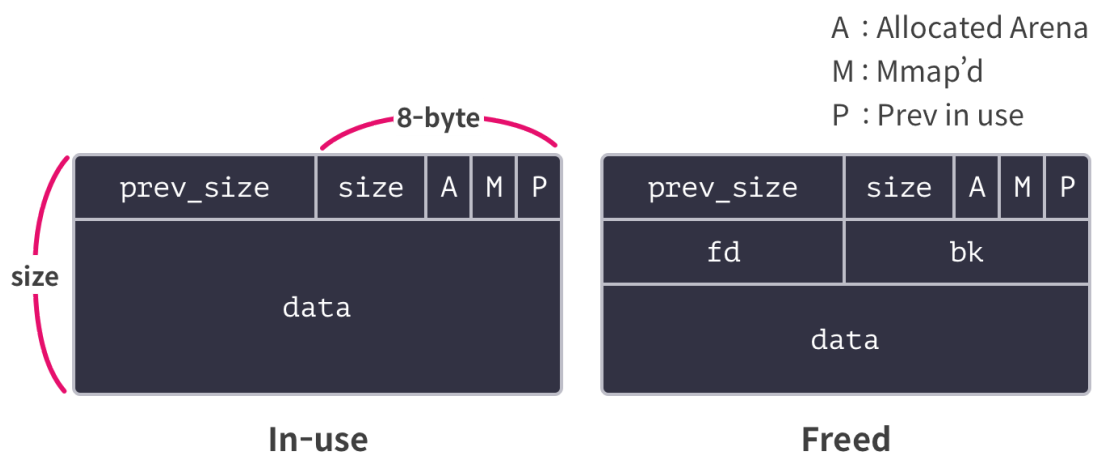 A : Allocated Arena
M : Mmap’d
P : Prev in use
8-byte
prev_size size A M P
size
data
In-use
prev_size size A M P
fd bk
data
Freed